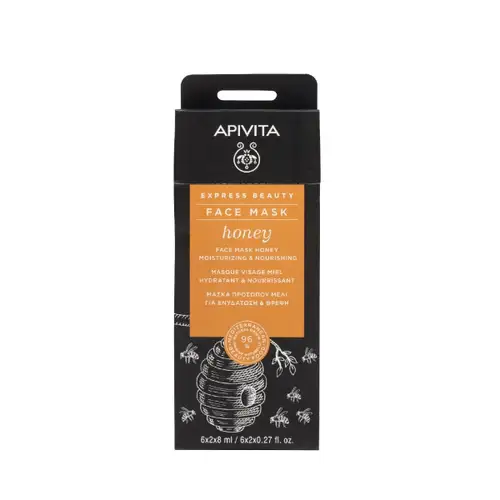 APIVITA
EXPRESS BEAUTY
FACE MASK
honey
FACE MASK HONEY
MOISTURIZING & NOURISHING
MASQUE VISAGE MIEL
HYDRATANT & NOURRISSANT
ΜΑΣΚΑ ΠΡΟΣΩΠΟΥ ΜΕΛΙ
ΓΙΑ ΕΝΥΔΑΤΩΣΗ & ΘΡΕΨΗ
96
%
6x2x8 ml / 6x2x0.27 fl. oz.